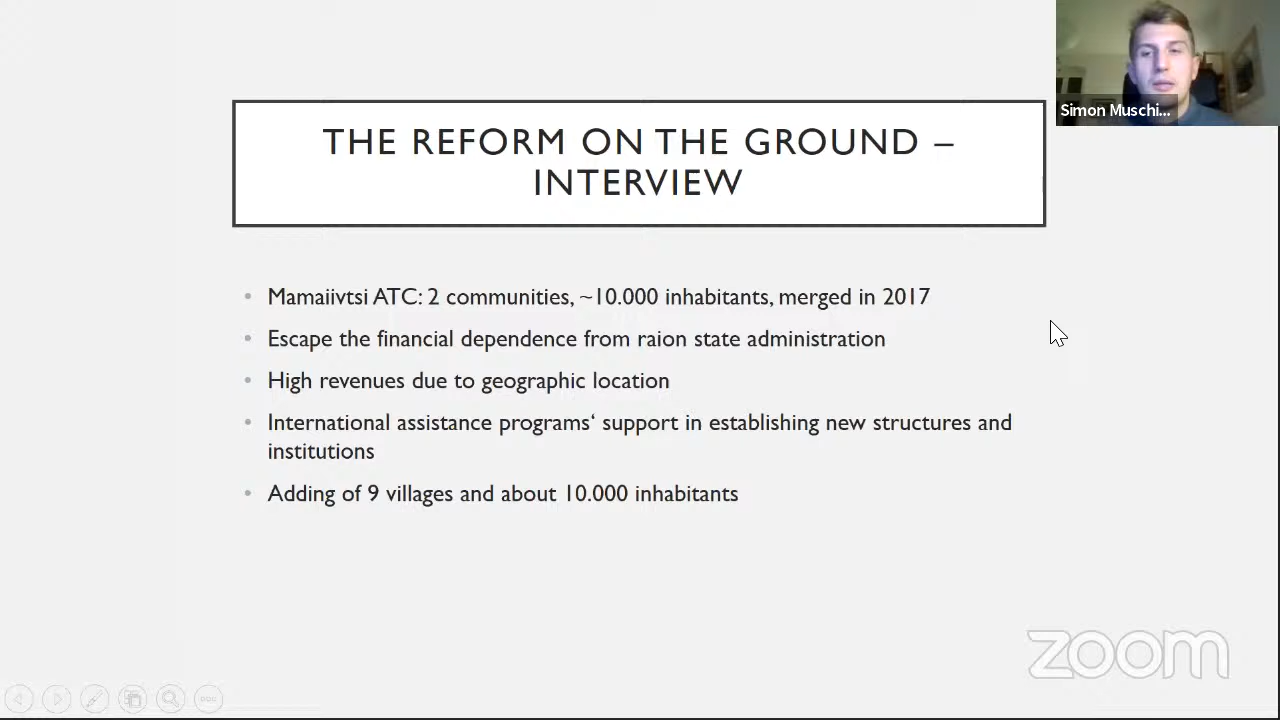 Simon Muschi...
THE REFORM ON THE GROUND –
INTERVIEW
• Mamaiivtsi ATC: 2 communities, ~10.000 inhabitants, merged in 2017
• Escape the financial dependence from raion state administration
• High revenues due to geographic location
• International assistance programs‘ support in establishing new structures and
institutions
• Adding of 9 villages and about 10.000 inhabitants
zoom